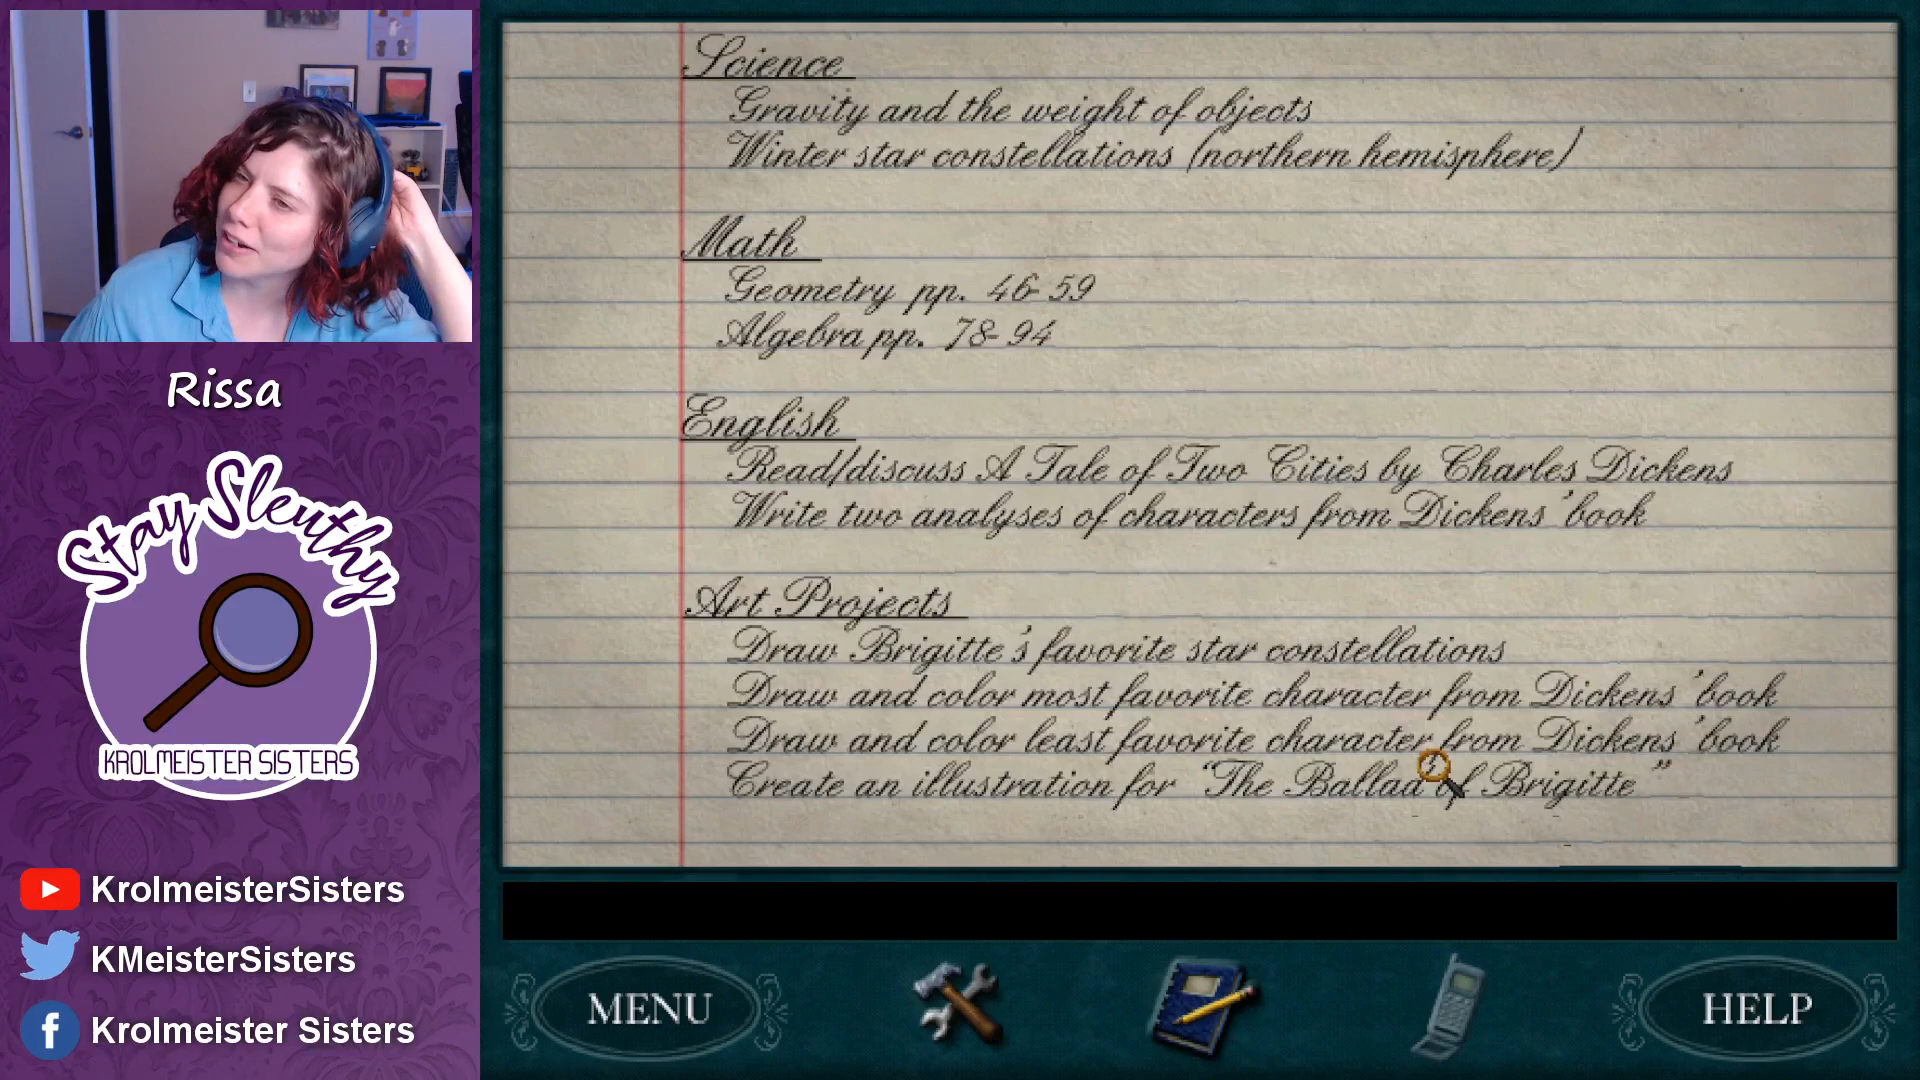 Rissa
Stay Sleuthy
KROLMEISTER SISTERS
KrolmeisterSisters
KMeisterSisters
Krolmeister Sisters
Science
Gravity and the weight of objects
Winter star constellations (northern hemisphere)
Math
Geometry pp. 46-59
Algebra pp. 78-94
English
Read/discuss A Tale of Two Cities by Charles Dickens
Write two analyses of characters from Dickens' book
Art Projects
Draw Brigitte's favorite star constellations
Draw and color most favorite character from Dickens' book
Draw and color least favorite character from Dickens' book
Create an illustration for "The Ballad of Brigitte"
MENU
HELP